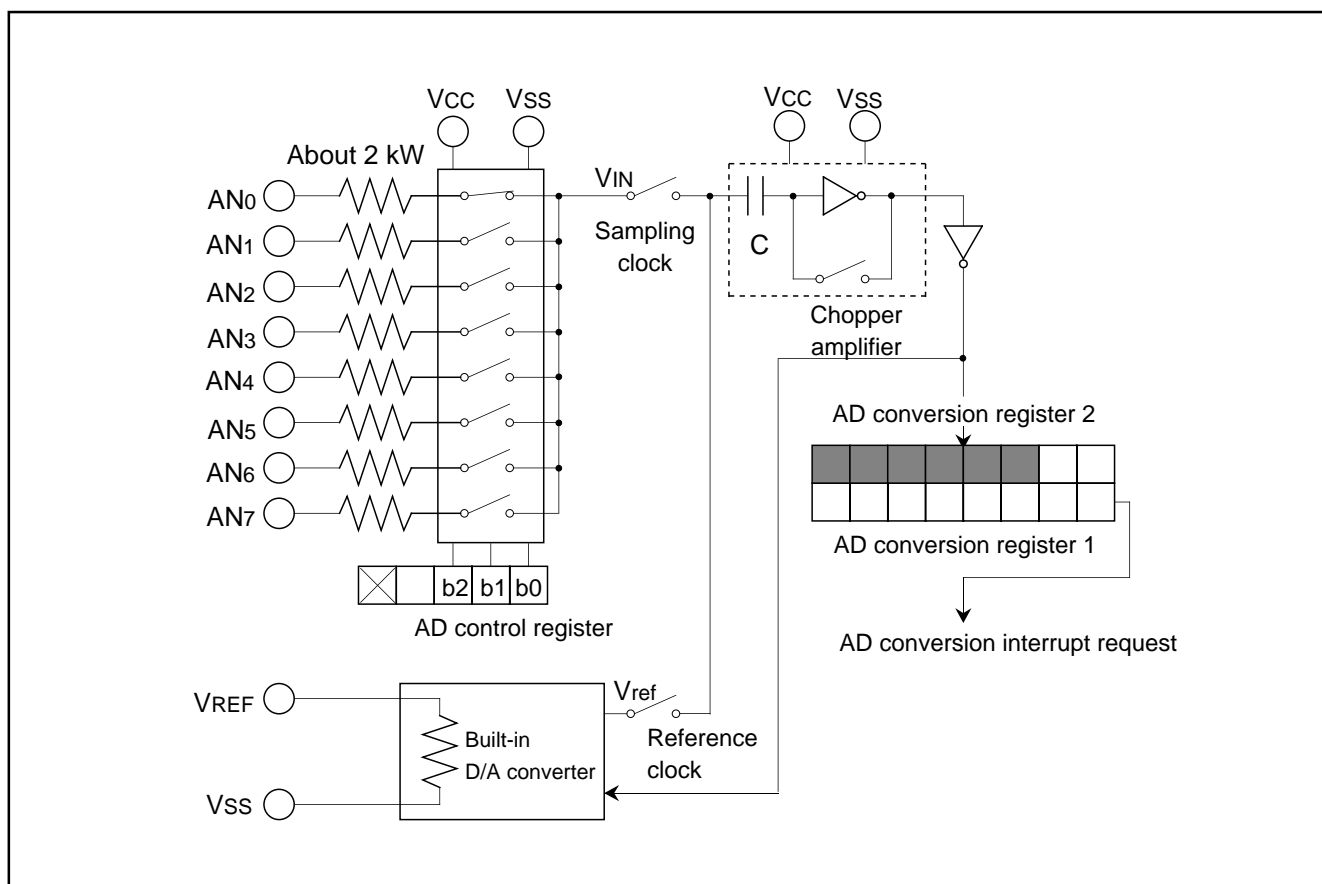 VCC VSS
VCC VSS
About 2 kW
AN0
AN1
AN2
AN3
AN4
AN5
AN6
AN7
VIN
Sampling
clock
C
Chopper
amplifier
b2 b1 b0
AD control register
AD conversion register 2
AD conversion register 1
AD conversion interrupt request
VREF
VSS
Built-in
D/A converter
Vref
Reference
clock